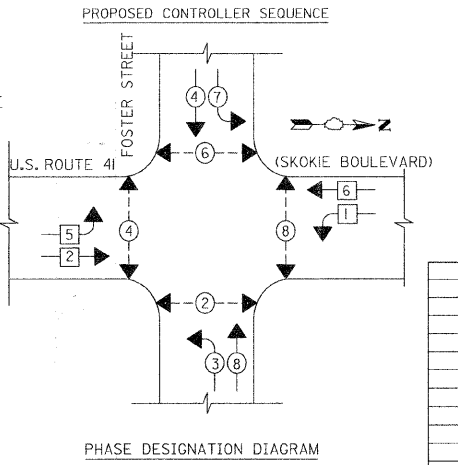 PROPOSED CONTROLLER SEQUENCE
FOSTER STREET
4 7
6
N
U.S. ROUTE 41 (SKOKIE BOULEVARD)
6
1
5
2
4 8
2
3 8
PHASE DESIGNATION DIAGRAM